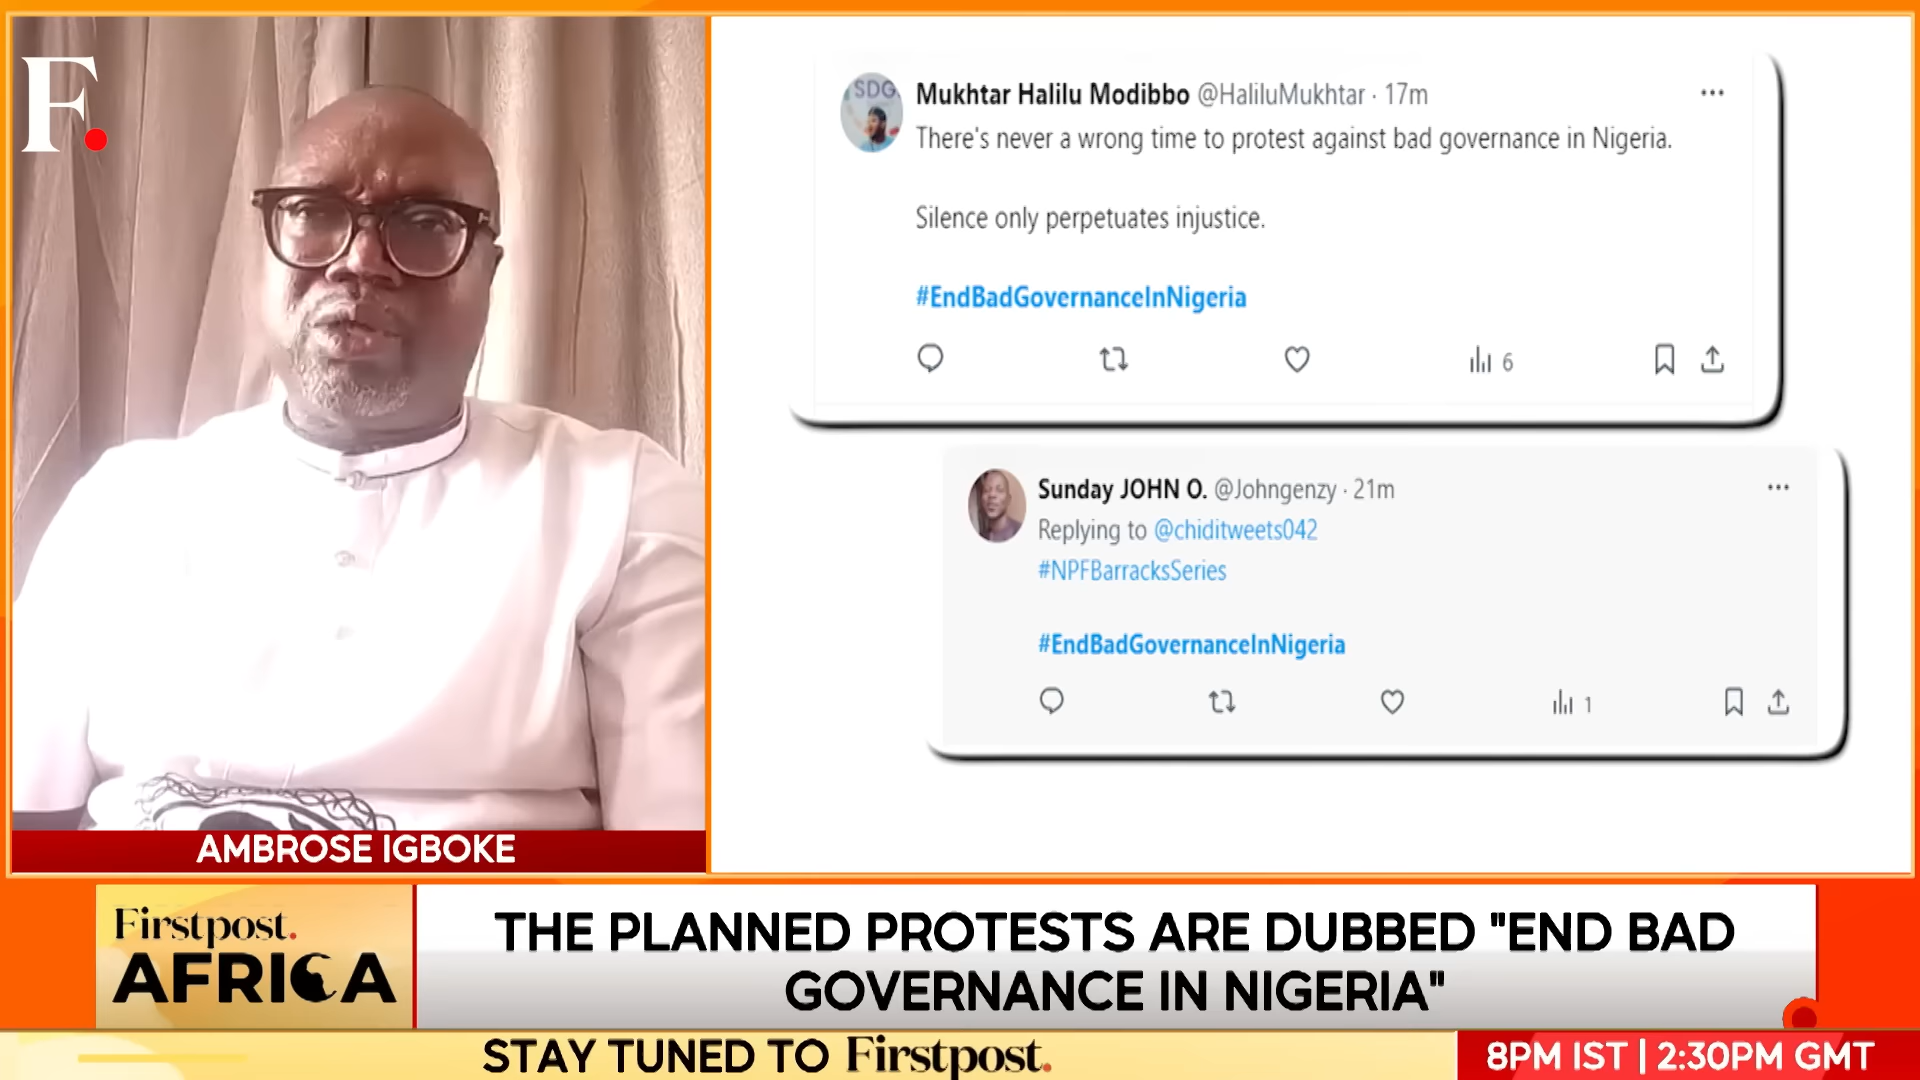 F.
SDG
Mukhtar Halilu Modibbo @HaliluMukhtar · 17m
There's never a wrong time to protest against bad governance in Nigeria.
Silence only perpetuates injustice.
#EndBadGovernanceInNigeria
6
Sunday JOHN O. @Johngenzy · 21m
Replying to @chiditweets042
#NPFBarracksSeries
#EndBadGovernanceInNigeria
1
AMBROSE IGBOKE
Firstpost.
AFRICA
THE PLANNED PROTESTS ARE DUBBED "END BAD
GOVERNANCE IN NIGERIA"
STAY TUNED TO Firstpost.
8PM IST | 2:30PM GMT